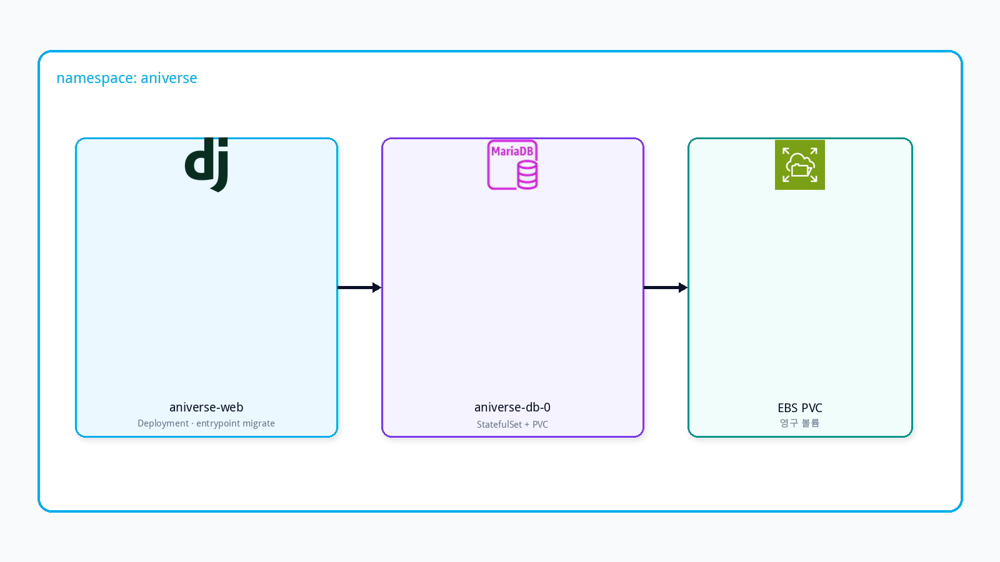 namespace: aniverse
dj
MariaDB
aniverse-web
Deployment · entrypoint migrate
aniverse-db-0
StatefulSet + PVC
EBS PVC
영구 볼륨